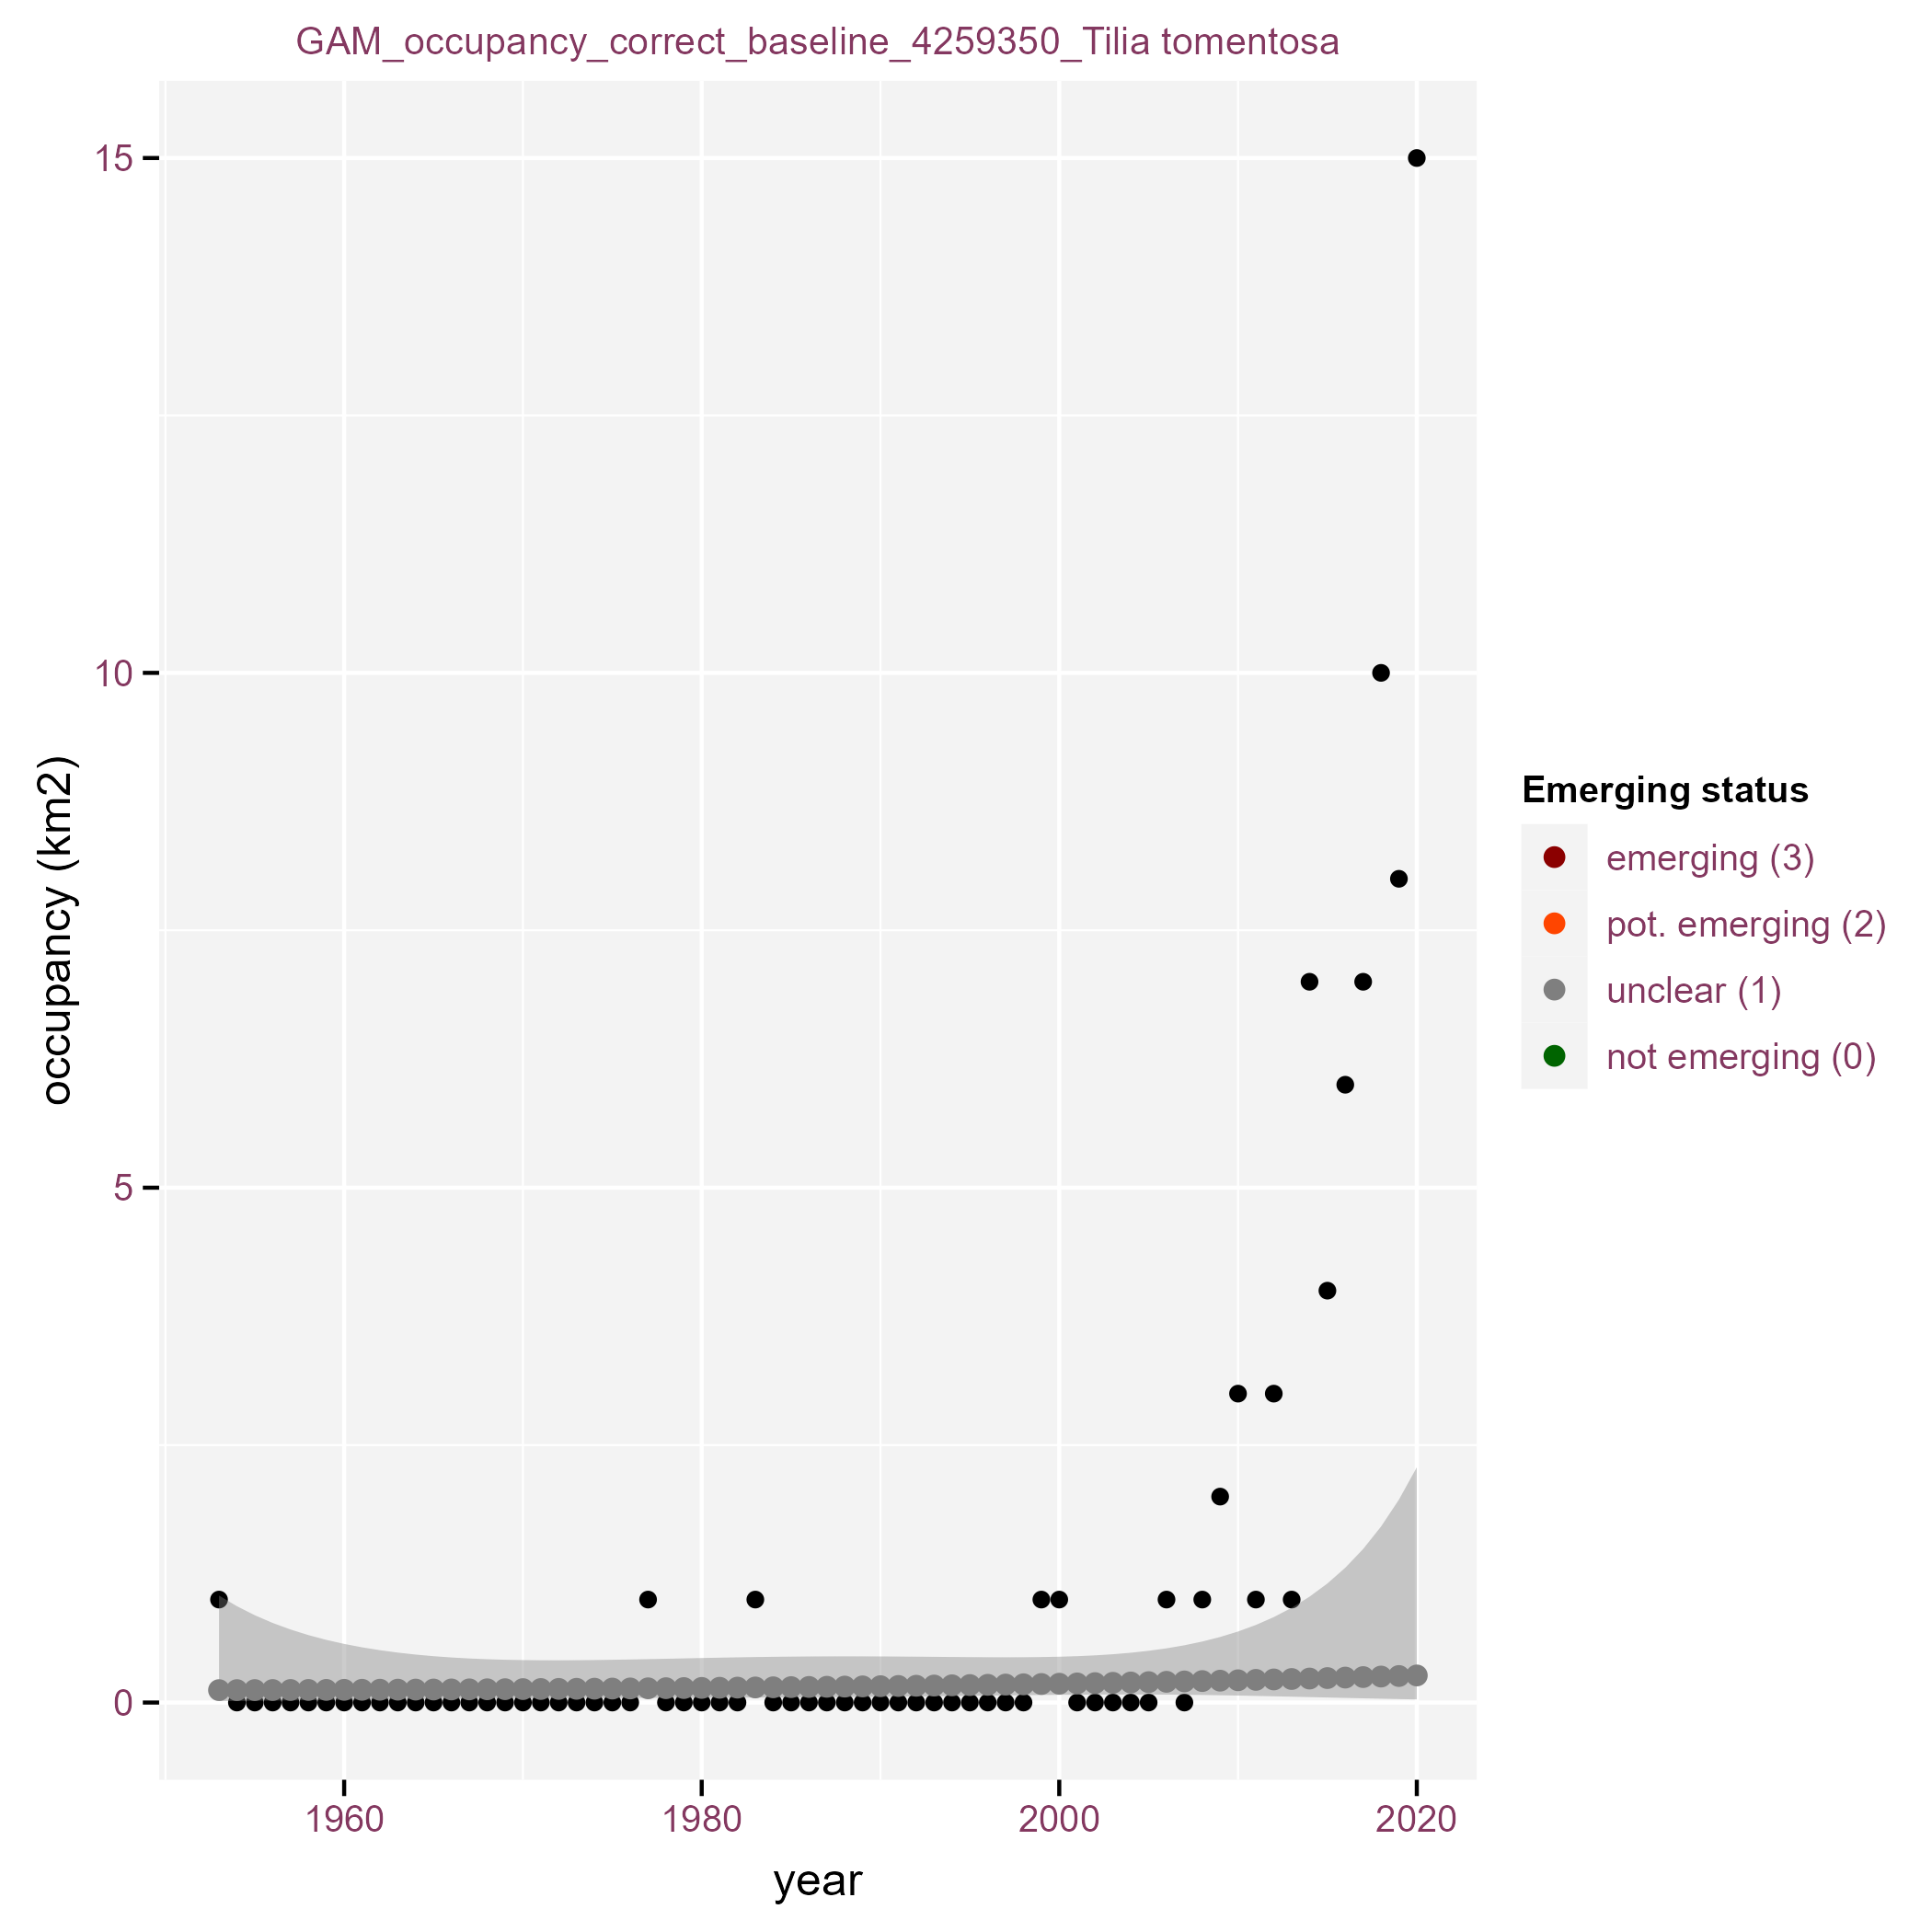 GAM_occupancy_correct_baseline_4259350_Tilia tomentosa
15
10
5
0
occupancy (km2)
1960
1980
2000
2020
year
Emerging status
emerging (3)
pot. emerging (2)
unclear (1)
not emerging (0)